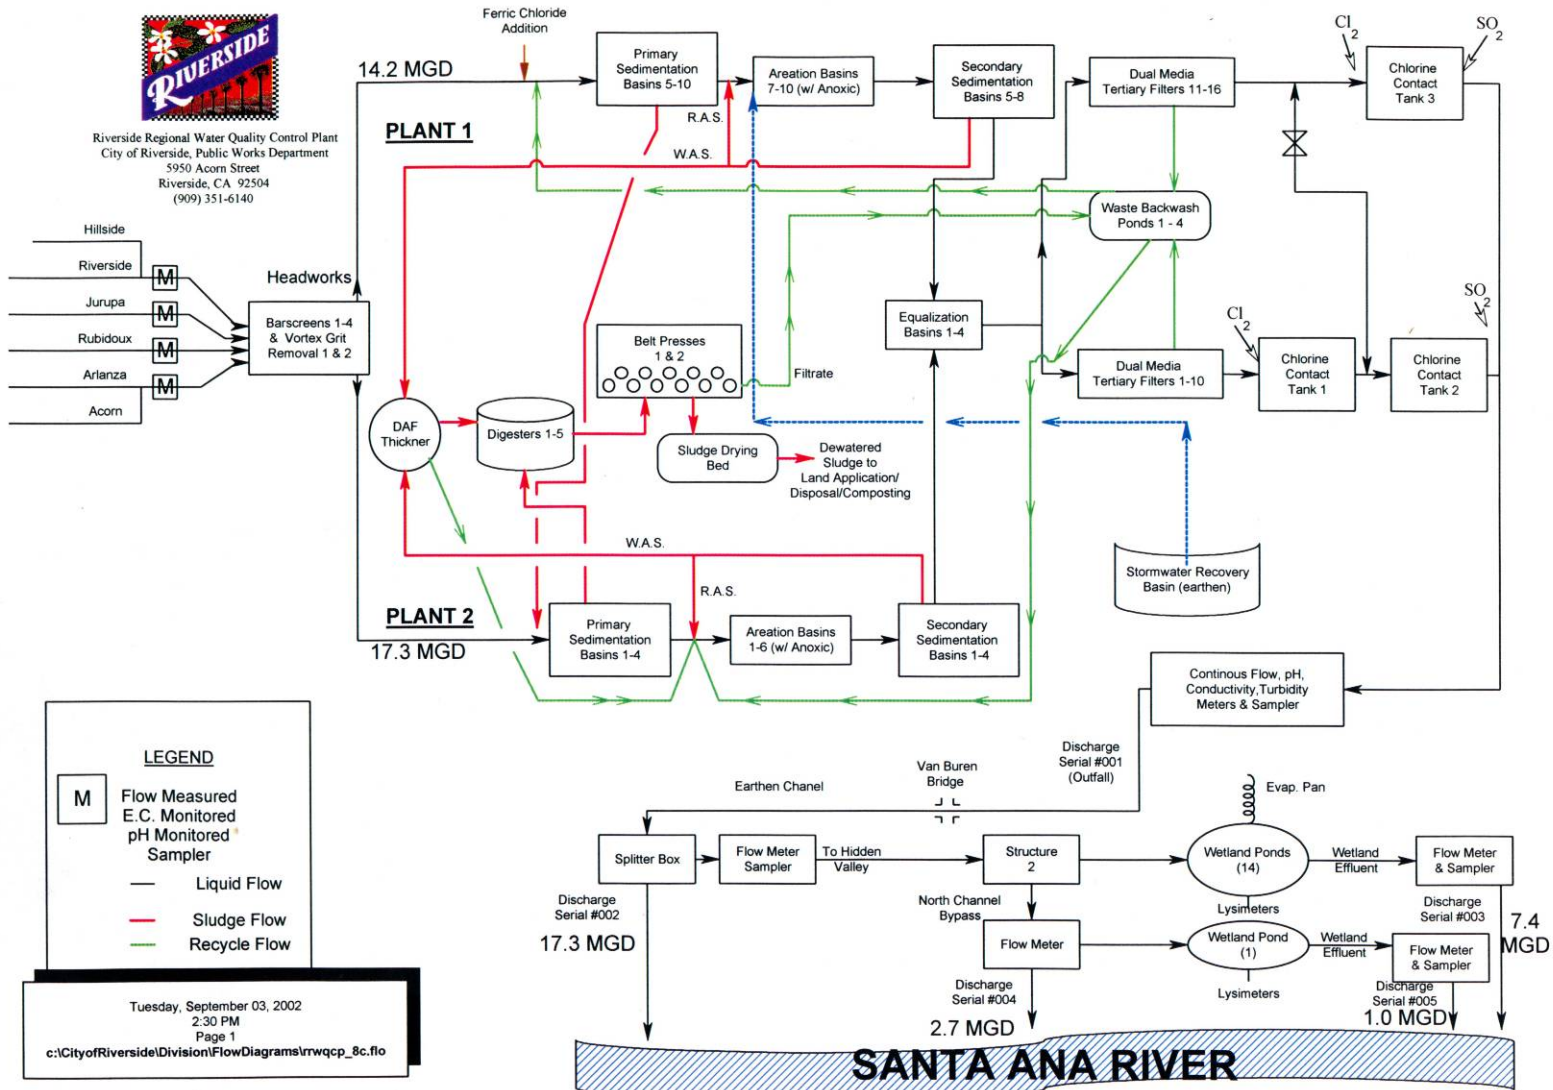 RIVERSIDE
Riverside Regional Water Quality Control Plant
City of Riverside, Public Works Department
5950 Acorn Street
Riverside, CA 92504
(909) 351-6140
Ferric Chloride
Addition
14.2 MGD
PLANT 1
Primary
Sedimentation
Basins 5-10
R.A.S.
W.A.S.
Areation Basins
7-10 (w/ Anoxic)
Secondary
Sedimentation
Basins 5-8
Dual Media
Tertiary Filters 11-16
Cl2
SO2
Chlorine
Contact
Tank 3
Waste Backwash
Ponds 1 - 4
Hillside
Riverside
M
Jurupa
M
Rubidoux
M
Arlanza
M
Acorn
Headworks
Barscreens 1-4
& Vortex Grit
Removal 1 & 2
Belt Presses
1 & 2
Filtrate
Equalization
Basins 1-4
Dual Media
Tertiary Filters 1-10
Cl2
Chlorine
Contact
Tank 1
SO2
Chlorine
Contact
Tank 2
DAF
Thickner
Digesters 1-5
Sludge Drying
Bed
Dewatered
Sludge to
Land Application/
Disposal/Composting
W.A.S.
R.A.S.
Stormwater Recovery
Basin (earthen)
PLANT 2
17.3 MGD
Primary
Sedimentation
Basins 1-4
Areation Basins
1-6 (w/ Anoxic)
Secondary
Sedimentation
Basins 1-4
Continous Flow, pH,
Conductivity,Turbidity
Meters & Sampler
Discharge
Serial #001
(Outfall)
Van Buren
Bridge
Earthen Chanel
Evap. Pan
Splitter Box
Flow Meter
Sampler
To Hidden
Valley
Structure
2
Wetland Ponds
(14)
Wetland
Effluent
Flow Meter
& Sampler
Discharge
Serial #002
17.3 MGD
North Channel
Bypass
Lysimeters
Discharge
Serial #003
7.4
MGD
Flow Meter
Wetland Pond
(1)
Wetland
Effluent
Flow Meter
& Sampler
Discharge
Serial #004
2.7 MGD
Lysimeters
Discharge
Serial #005
1.0 MGD
SANTA ANA RIVER
LEGEND
M
Flow Measured
E.C. Monitored
pH Monitored
Sampler
Liquid Flow
Sludge Flow
Recycle Flow
Tuesday, September 03, 2002
2:30 PM
Page 1
c:\CityofRiverside\Division\FlowDiagrams\rrwqcp_8c.flo